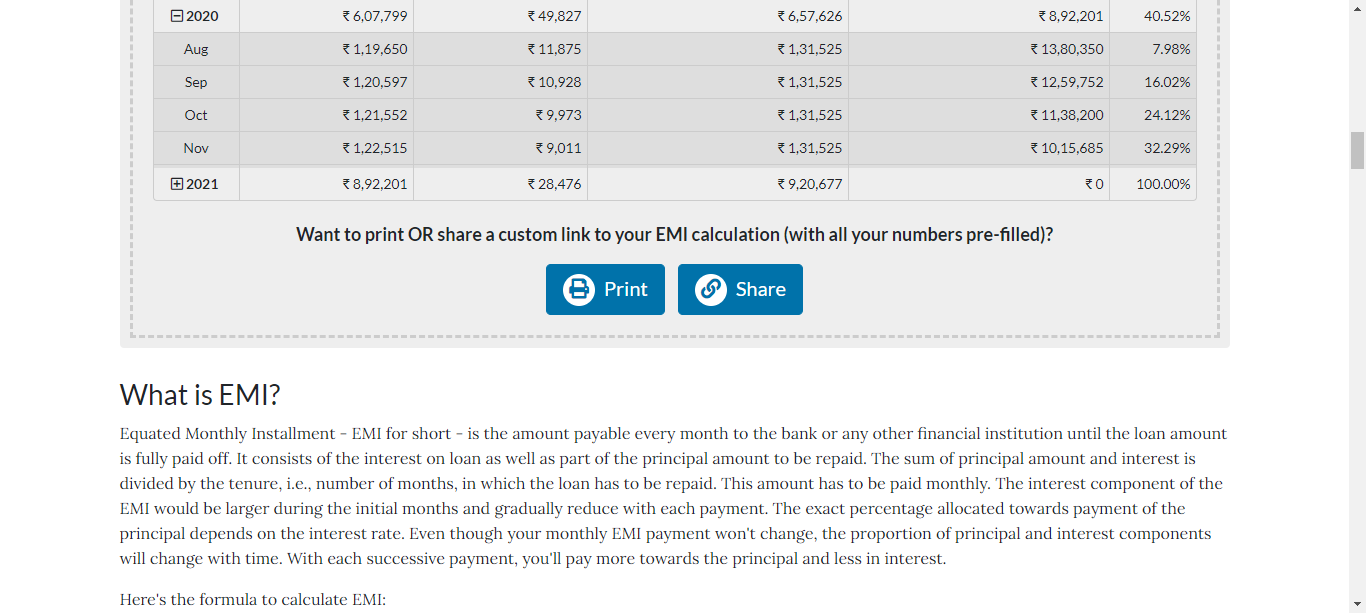 2020 ₹ 6,07,799 ₹ 49,827 ₹ 6,57,626 ₹ 8,92,201 40.52%
Aug ₹ 1,19,650 ₹ 11,875 ₹ 1,31,525 ₹ 13,80,350 7.98%
Sep ₹ 1,20,597 ₹ 10,928 ₹ 1,31,525 ₹ 12,59,752 16.02%
Oct ₹ 1,21,552 ₹ 9,973 ₹ 1,31,525 ₹ 11,38,200 24.12%
Nov ₹ 1,22,515 ₹ 9,011 ₹ 1,31,525 ₹ 10,15,685 32.29%
2021 ₹ 8,92,201 ₹ 28,476 ₹ 9,20,677 ₹ 0 100.00%
Want to print OR share a custom link to your EMI calculation (with all your numbers pre-filled)?
Print Share
What is EMI?
Equated Monthly Installment - EMI for short - is the amount payable every month to the bank or any other financial institution until the loan amount
is fully paid off. It consists of the interest on loan as well as part of the principal amount to be repaid. The sum of principal amount and interest is
divided by the tenure, i.e., number of months, in which the loan has to be repaid. This amount has to be paid monthly. The interest component of the
EMI would be larger during the initial months and gradually reduce with each payment. The exact percentage allocated towards payment of the
principal depends on the interest rate. Even though your monthly EMI payment won't change, the proportion of principal and interest components
will change with time. With each successive payment, you'll pay more towards the principal and less in interest.
Here's the formula to calculate EMI: